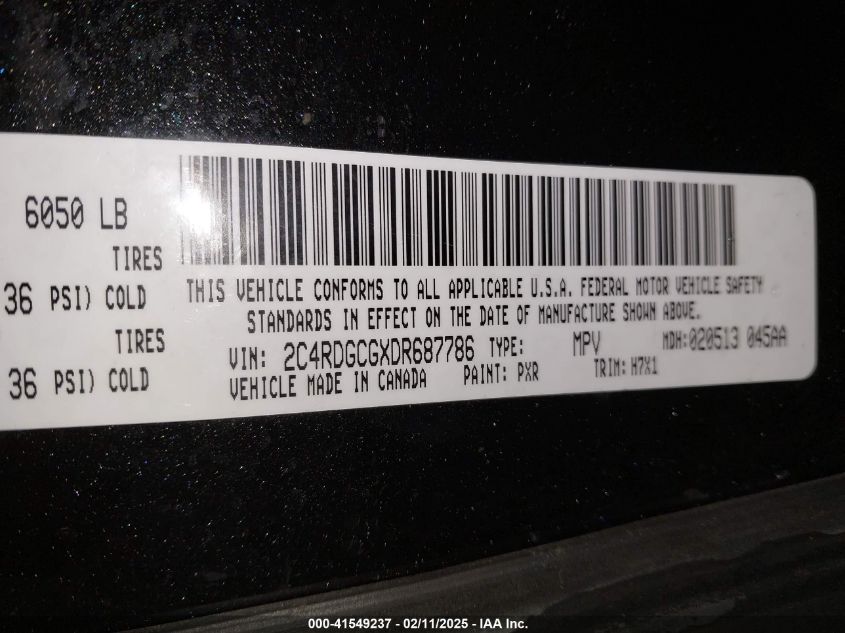 6050 LB
TIRES
36 PSI) COLD
TIRES
36 PSI) COLD
THIS VEHICLE CONFORMS TO ALL APPLICABLE U.S.A. FEDERAL MOTOR VEHICLE SAFETY
STANDARDS IN EFFECT ON THE DATE OF MANUFACTURE SHOWN ABOVE.
VIN: 2C4RDGCGXDR687786 TYPE: MPV MDH:020513 045AA
VEHICLE MADE IN CANADA PAINT: PXR TRIM: H7X1
000-41549237 - 02/11/2025 - IAA Inc.